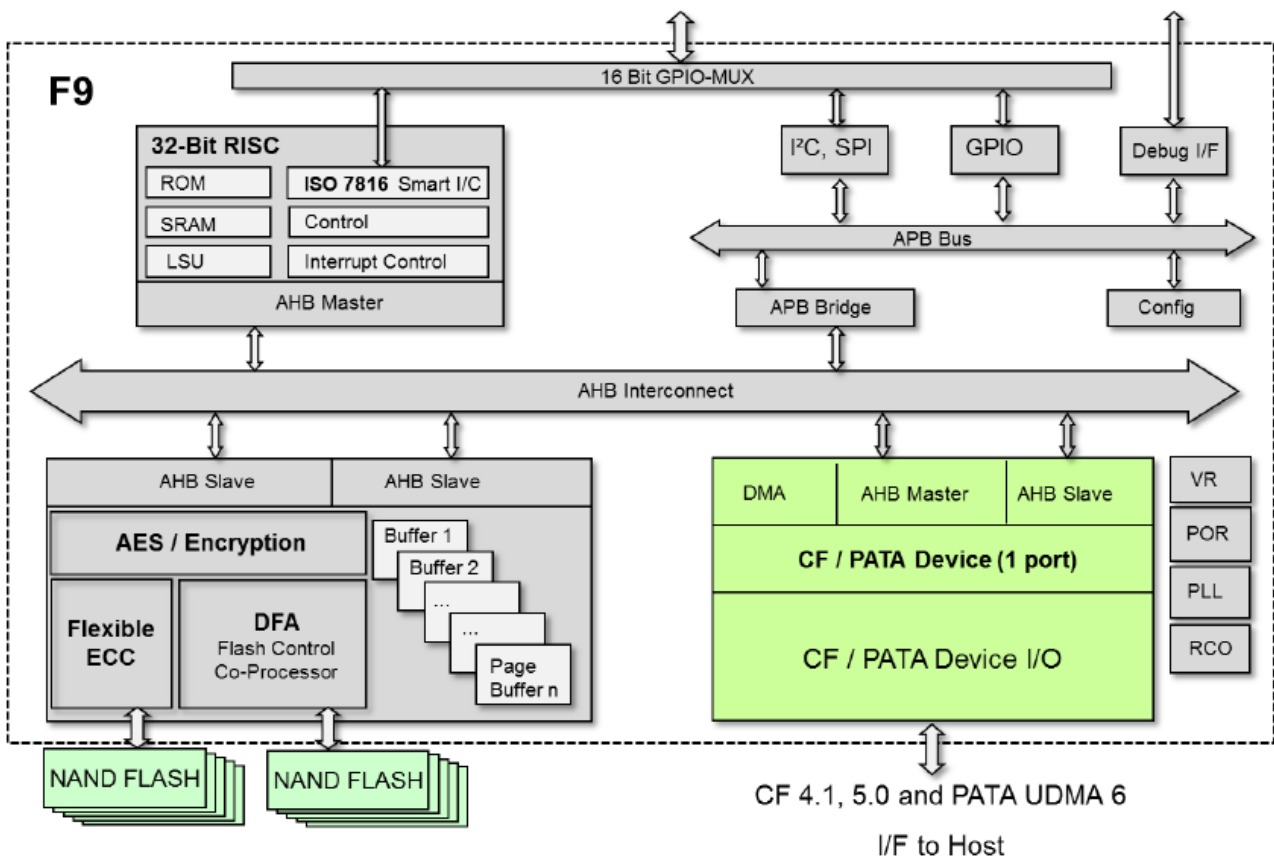 16 Bit GPIO-MUX
F9
32-Bit RISC
ROM
ISO 7816 Smart I/C
SRAM
Control
LSU
Interrupt Control
AHB Master
I²C, SPI
GPIO
Debug I/F
APB Bus
APB Bridge
Config
AHB Interconnect
AHB Slave
AHB Slave
AES / Encryption
Flexible
ECC
DFA
Flash Control
Co-Processor
Buffer 1
Buffer 2
...
...
Page
Buffer n
DMA
AHB Master
AHB Slave
CF / PATA Device (1 port)
CF / PATA Device I/O
VR
POR
PLL
RCO
NAND FLASH
NAND FLASH
CF 4.1, 5.0 and PATA UDMA 6
I/F to Host